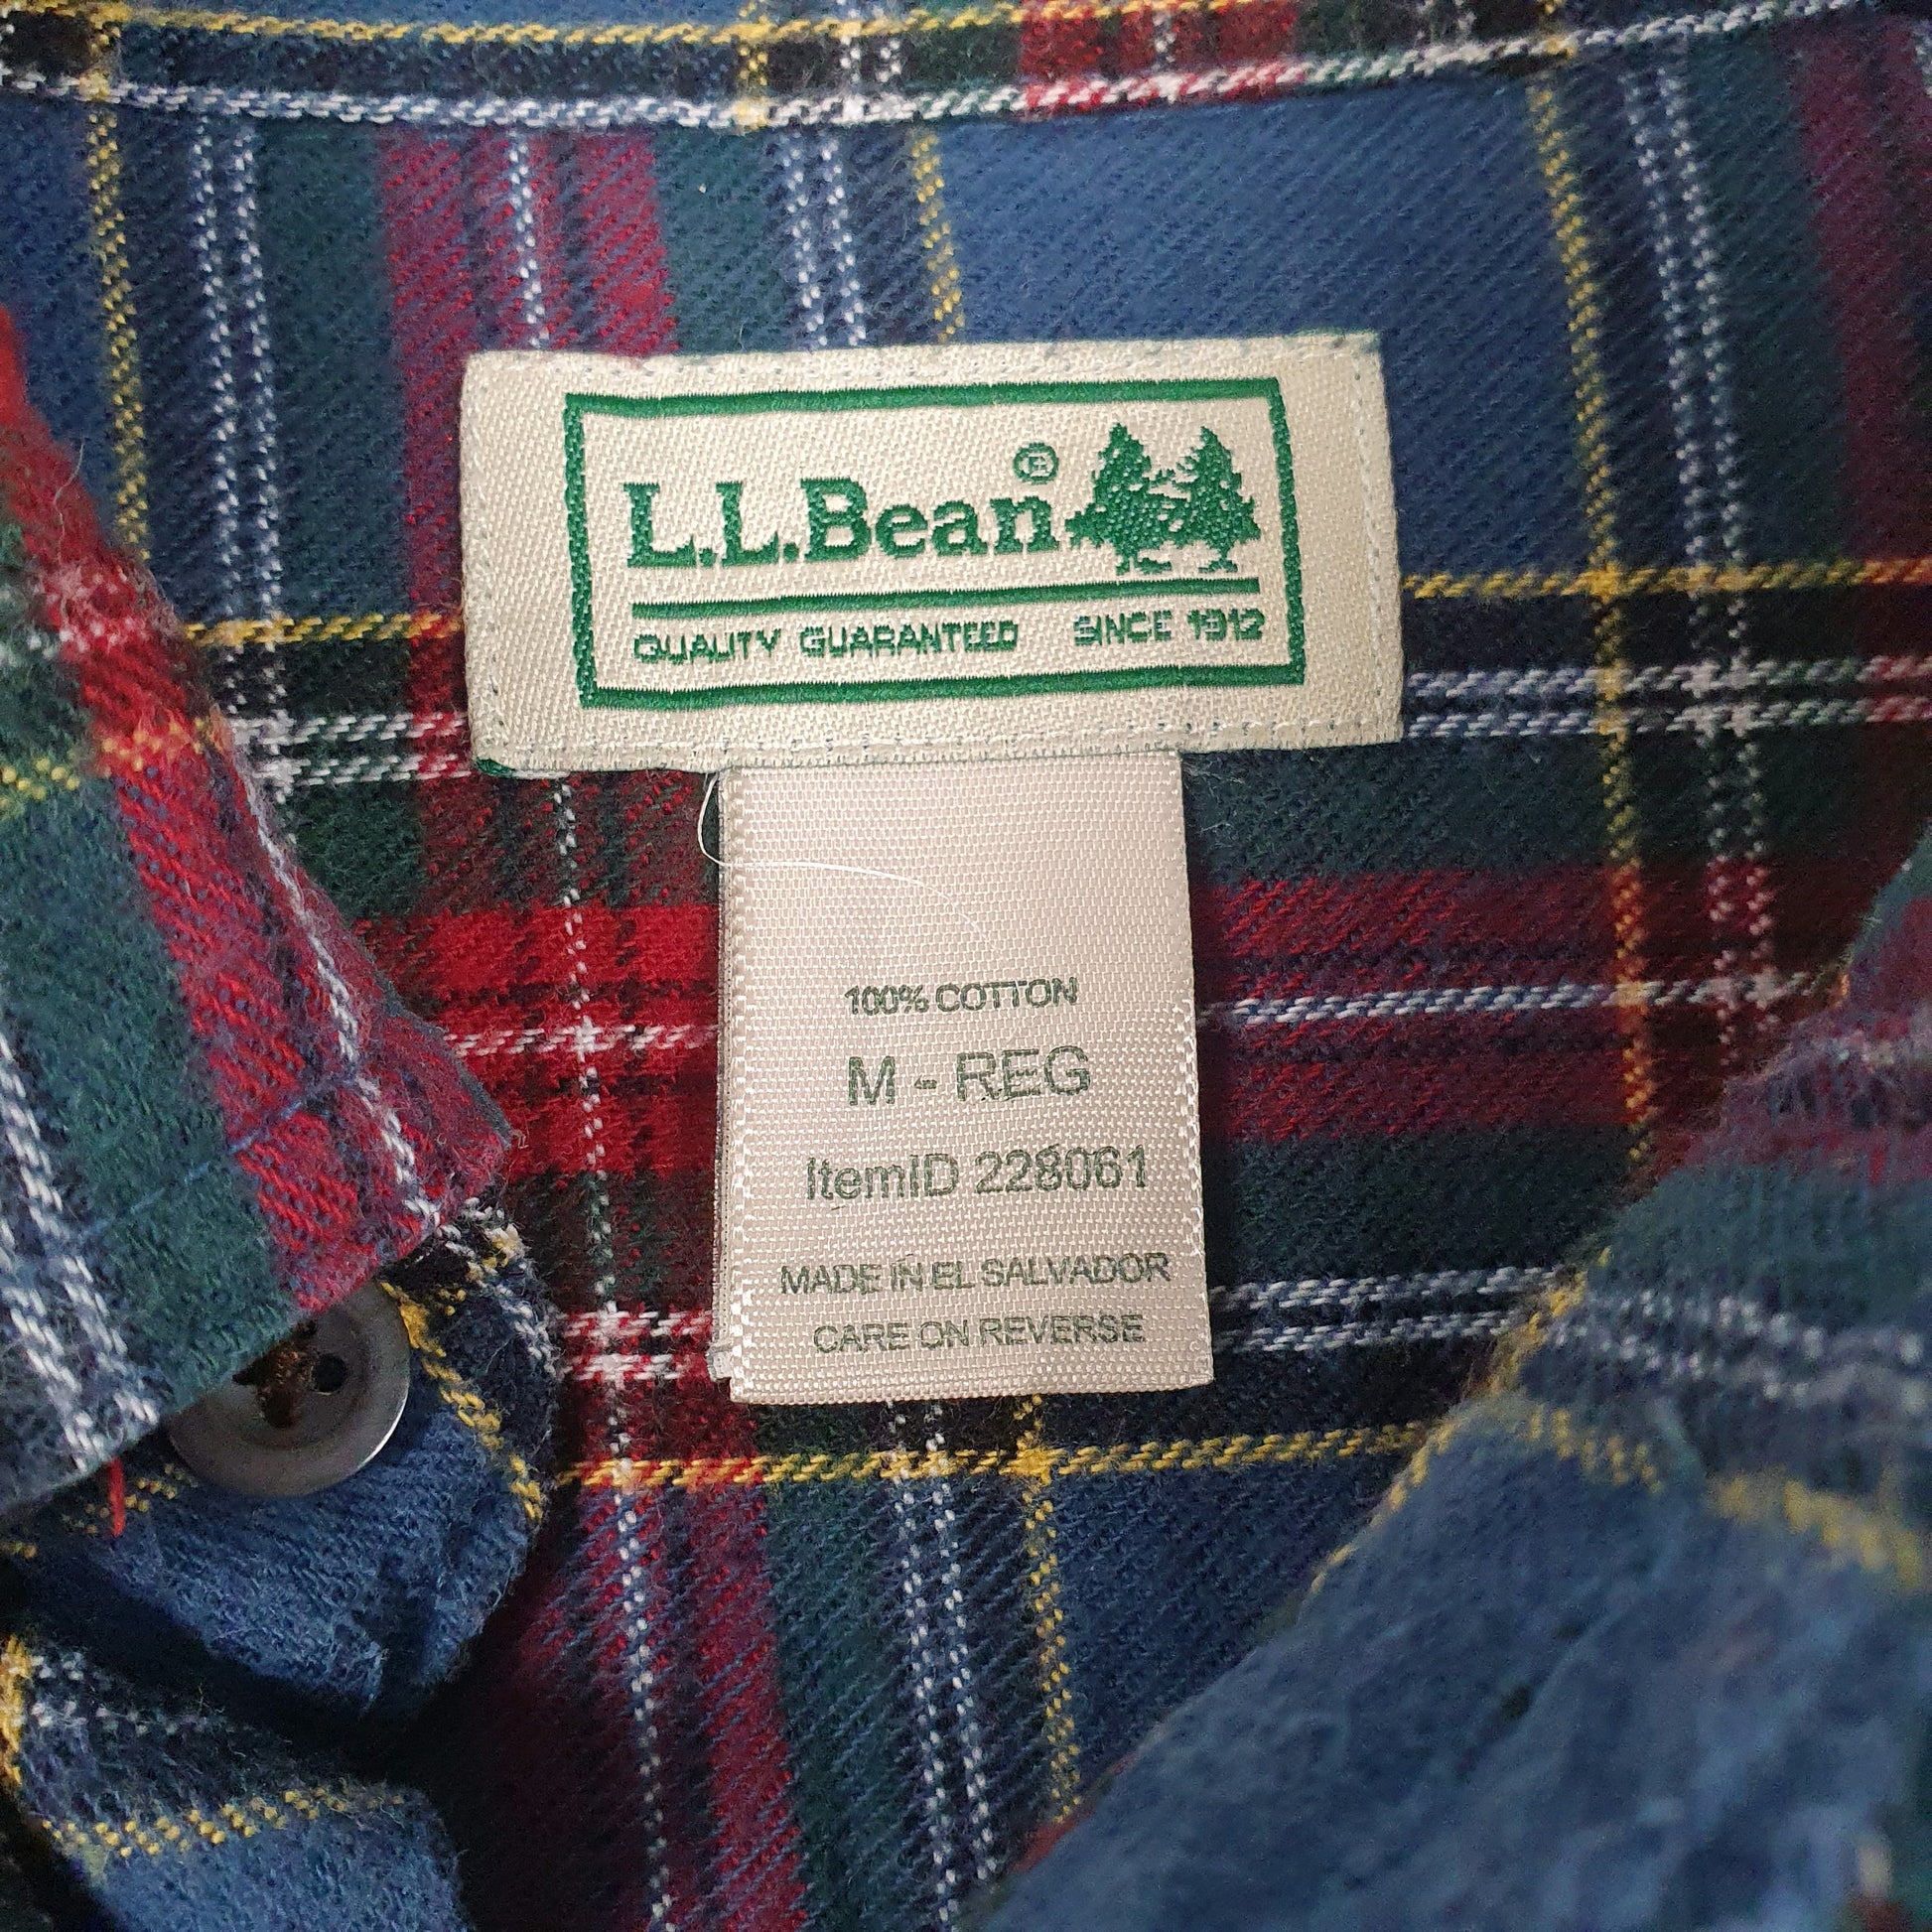 L.L.Bean®
QUALITY GUARANTEED SINCE 1912
100% COTTON
M - REG
ItemID 228061
MADE IN EL SALVADOR
CARE ON REVERSE